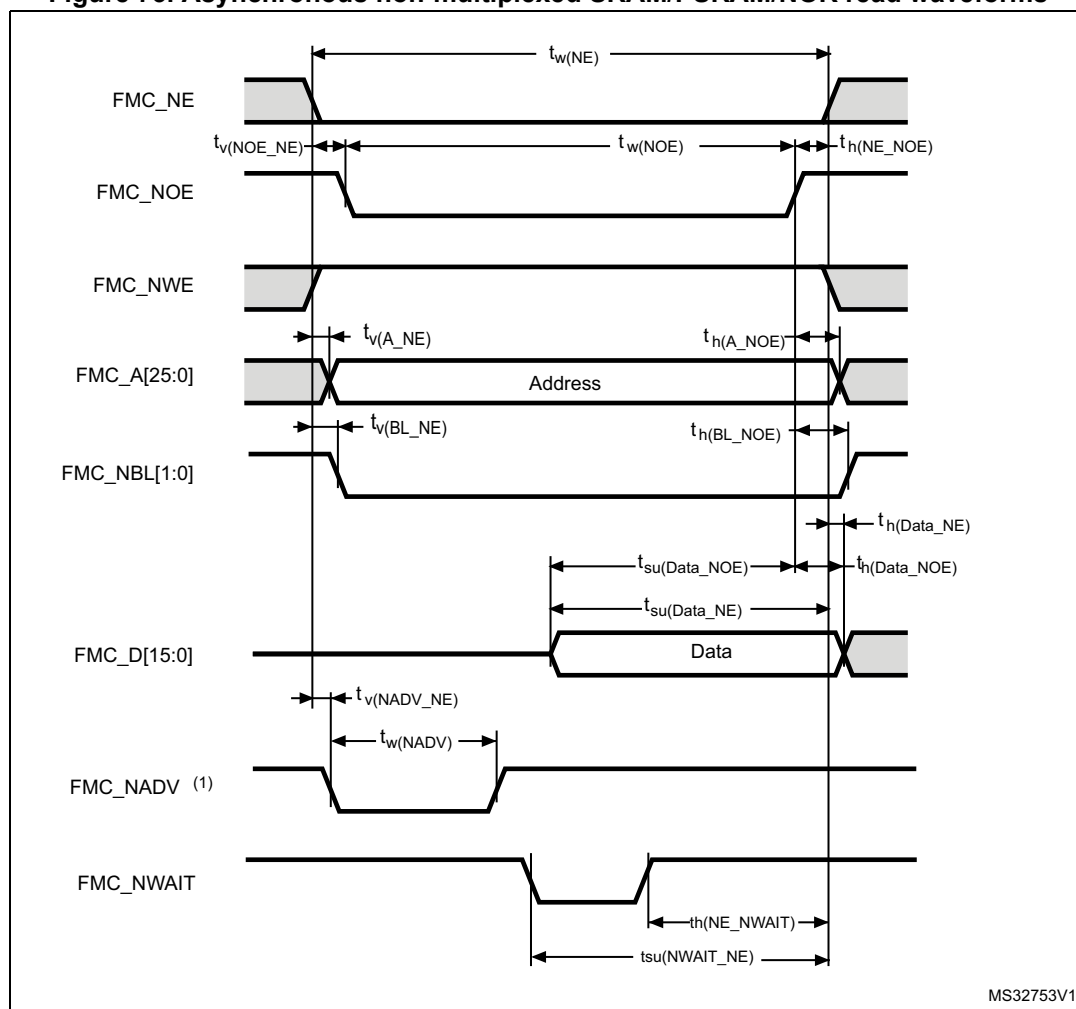 t w(NE)
FMC_NE
t v(NOE_NE) t w(NOE) t h(NE_NOE)
FMC_NOE
FMC_NWE
t v(A_NE) t h(A_NOE)
FMC_A[25:0] Address
t v(BL_NE) t h(BL_NOE)
FMC_NBL[1:0]
t h(Data_NE)
t su(Data_NOE) t h(Data_NOE)
t su(Data_NE)
FMC_D[15:0] Data
t v(NADV_NE)
t w(NADV)
FMC_NADV (1)
FMC_NWAIT
th(NE_NWAIT)
tsu(NWAIT_NE)
MS32753V1